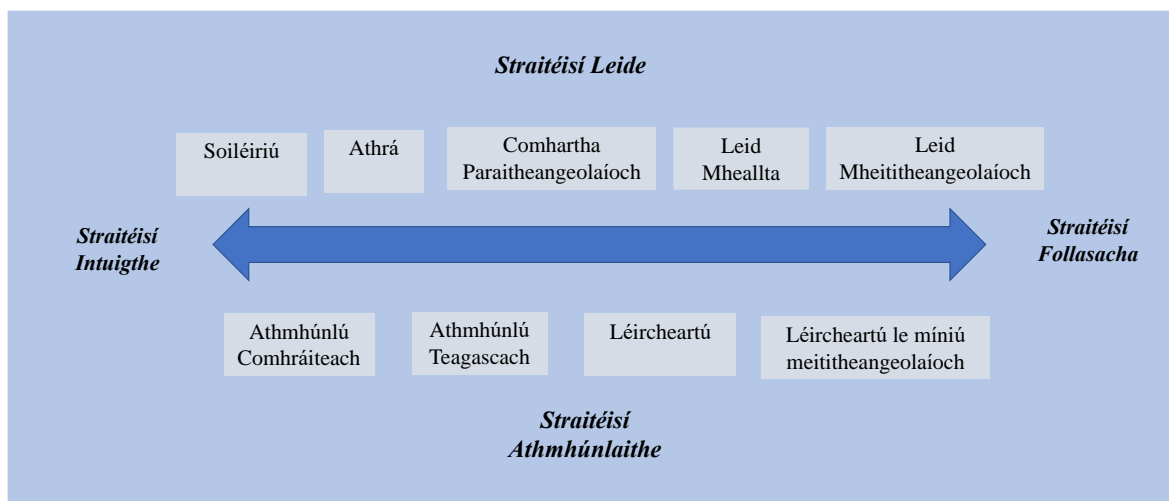 Straitéisí Leide
Soiléiriú
Athrá
Comhartha
Paraitheangeolaíoch
Leid
Mheallta
Leid
Mheititheangeolaíoch
Straitéisí
Intuigthe
Straitéisí
Follasacha
Athmhúnlú
Comhráiteach
Athmhúnlú
Teagascach
Léircheartú
Léircheartú le míniú
meititheangeolaíoch
Straitéisí
Athmhúnlaithe